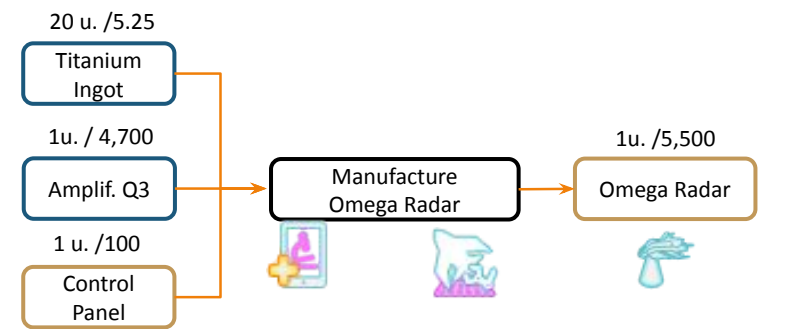 20 u. /5.25
Titanium
Ingot
1u. / 4,700
Amplif. Q3
1 u. /100
Control
Panel
Manufacture
Omega Radar
1u. /5,500
Omega Radar